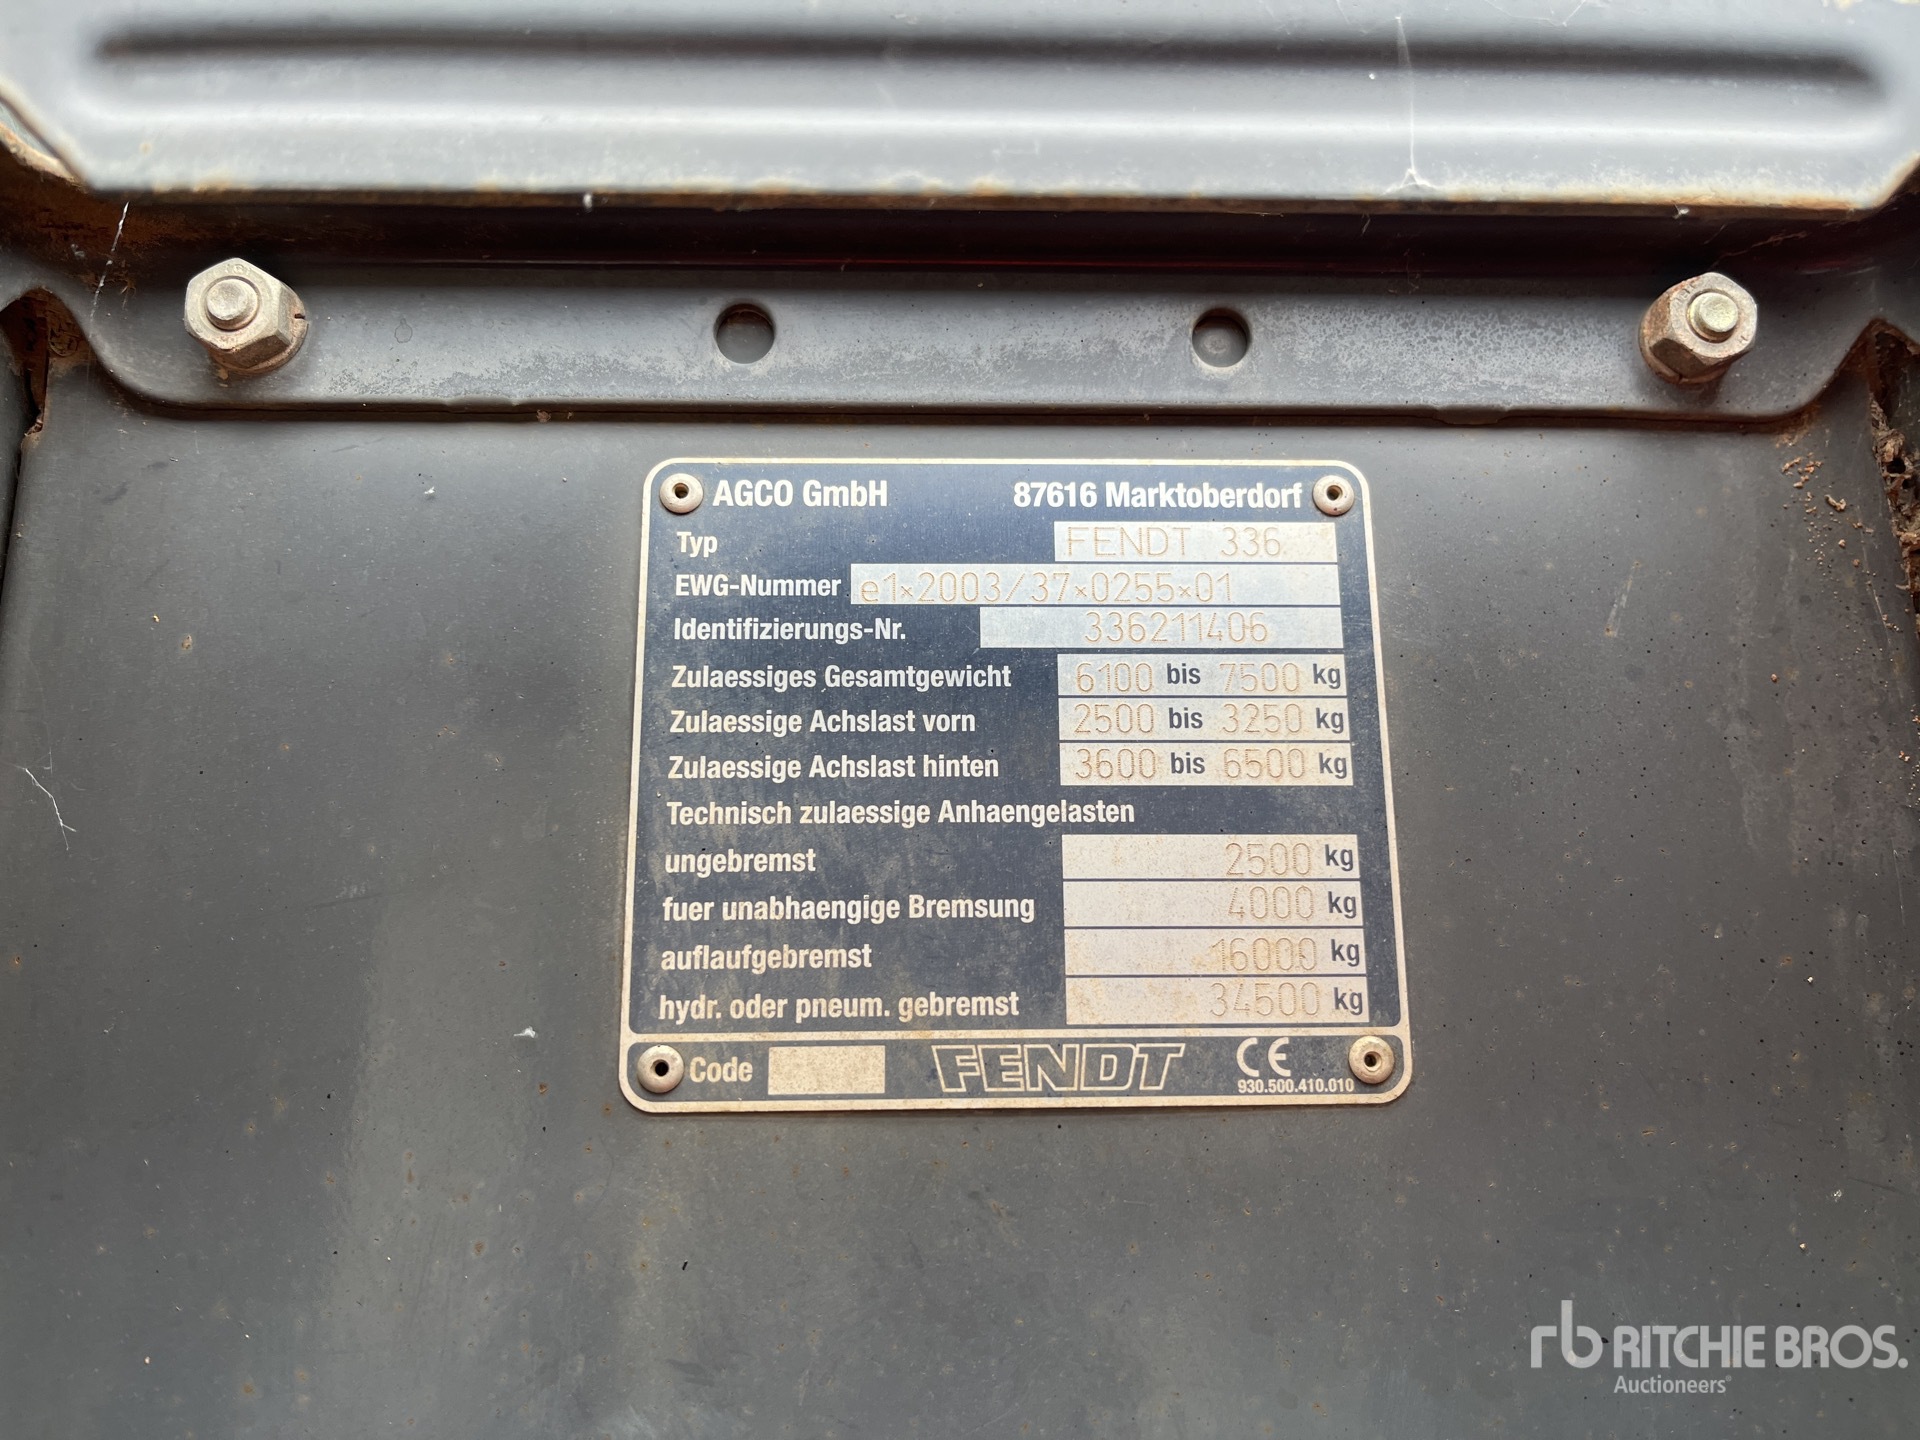 AGCO GmbH 87616 Marktoberdorf
Typ FENDT 336
EWG-Nummer e1×2003/37×0255×01
Identifizierungs-Nr. 336211406
Zulaessiges Gesamtgewicht 6100 bis 7500 kg
Zulaessige Achslast vorn 2500 bis 3250 kg
Zulaessige Achslast hinten 3600 bis 6500 kg
Technisch zulaessige Anhaengelasten
ungebremst 2500 kg
fuer unabhaengige Bremsung 4000 kg
auflaufgebremst 16000 kg
hydr. oder pneum. gebremst 34500 kg
Code FENDT CE
930.500.410.010
rb RITCHIE BROS.
Auctioneers